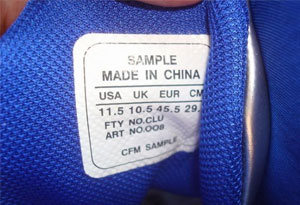 SAMPLE
MADE IN CHINA
USA UK EUR CM
11.5 10.5 45.5 29.
FTY NO.CLU
ART NO.008
CFM SAMPLE